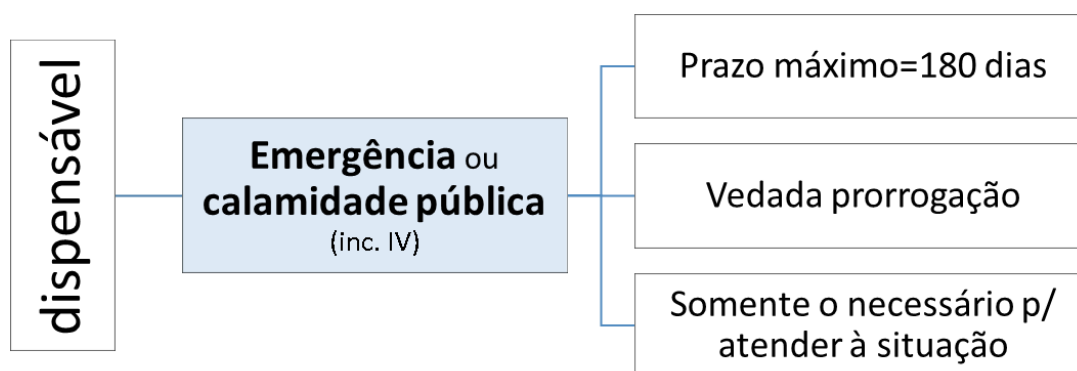 dispensável
Emergência ou
calamidade pública
(inc. IV)
Prazo máximo=180 dias
Vedada prorrogação
Somente o necessário p/
atender à situação